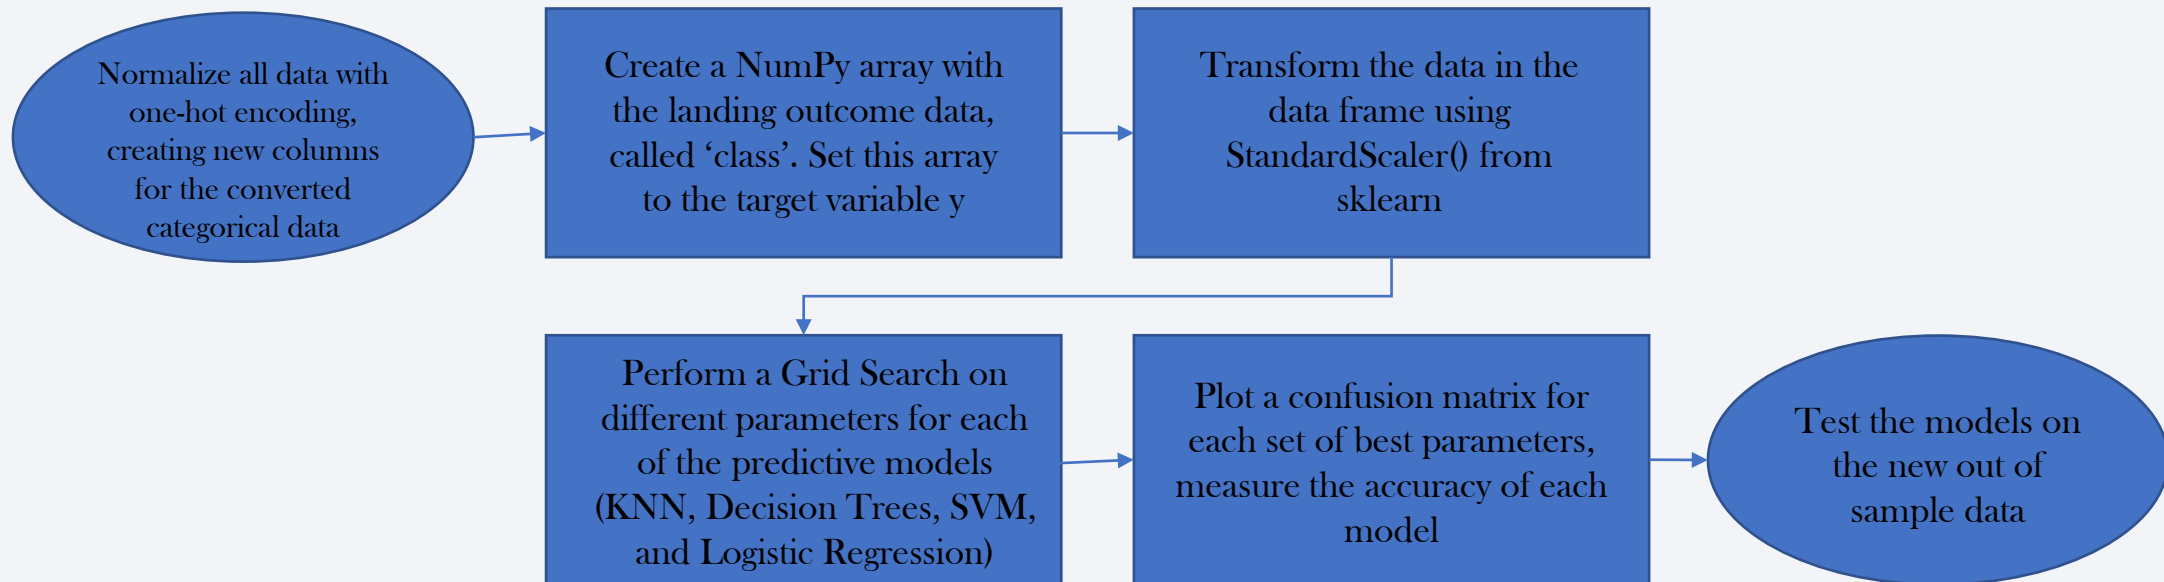 Normalize all data with
one-hot encoding,
creating new columns
for the converted
categorical data
Create a NumPy array with
the landing outcome data,
called ‘class’. Set this array
to the target variable y
Transform the data in the
data frame using
StandardScaler() from
sklearn
Perform a Grid Search on
different parameters for each
of the predictive models
(KNN, Decision Trees, SVM,
and Logistic Regression)
Plot a confusion matrix for
each set of best parameters,
measure the accuracy of each
model
Test the models on
the new out of
sample data